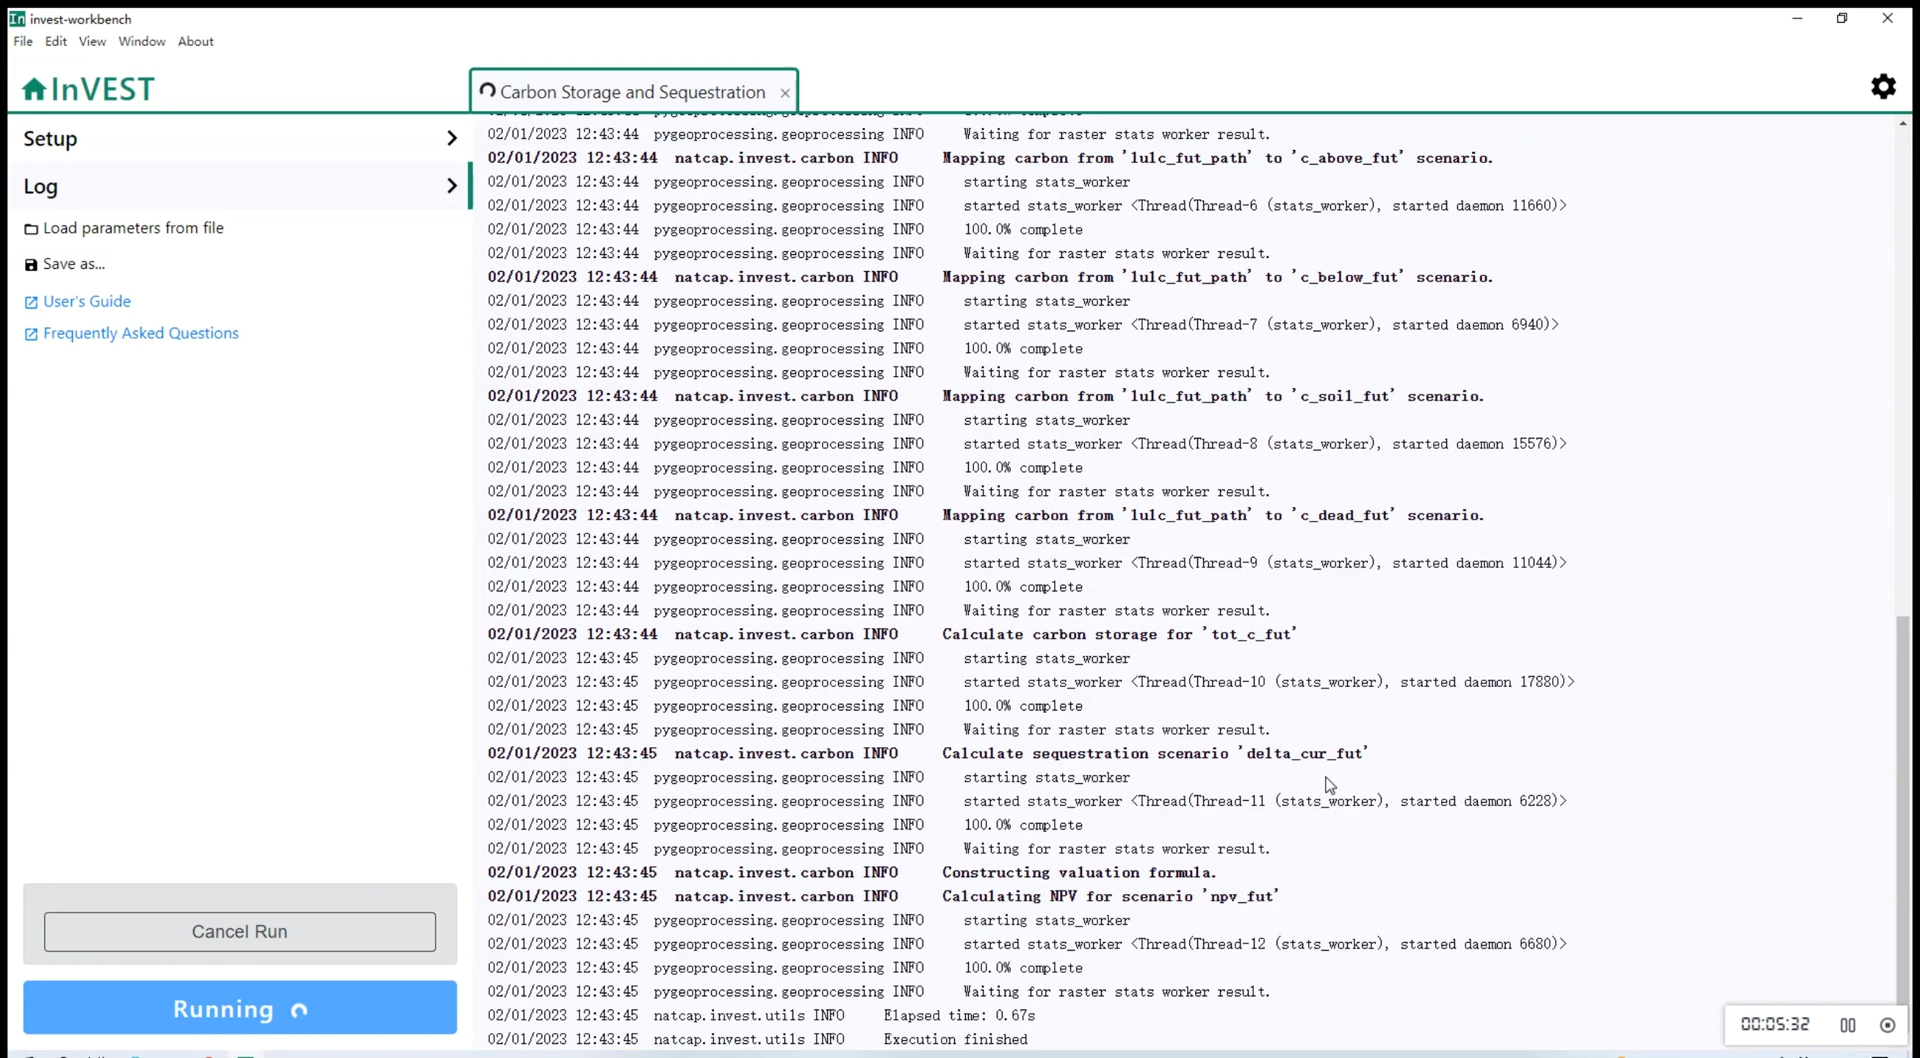 invest-workbench
File Edit View Window About
InVEST
Carbon Storage and Sequestration ×
Setup
Log
Load parameters from file
Save as...
User's Guide
Frequently Asked Questions
Cancel Run
Running
02/01/2023 12:43:44 pygeoprocessing.geoprocessing INFO Waiting for raster stats worker result.
02/01/2023 12:43:44 natcap.invest.carbon INFO Mapping carbon from 'lulc_fut_path' to 'c_above_fut' scenario.
02/01/2023 12:43:44 pygeoprocessing.geoprocessing INFO starting stats_worker
02/01/2023 12:43:44 pygeoprocessing.geoprocessing INFO started stats_worker <Thread(Thread-6 (stats_worker), started daemon 11660)>
02/01/2023 12:43:44 pygeoprocessing.geoprocessing INFO 100.0% complete
02/01/2023 12:43:44 pygeoprocessing.geoprocessing INFO Waiting for raster stats worker result.
02/01/2023 12:43:44 natcap.invest.carbon INFO Mapping carbon from 'lulc_fut_path' to 'c_below_fut' scenario.
02/01/2023 12:43:44 pygeoprocessing.geoprocessing INFO starting stats_worker
02/01/2023 12:43:44 pygeoprocessing.geoprocessing INFO started stats_worker <Thread(Thread-7 (stats_worker), started daemon 6940)>
02/01/2023 12:43:44 pygeoprocessing.geoprocessing INFO 100.0% complete
02/01/2023 12:43:44 pygeoprocessing.geoprocessing INFO Waiting for raster stats worker result.
02/01/2023 12:43:44 natcap.invest.carbon INFO Mapping carbon from 'lulc_fut_path' to 'c_soil_fut' scenario.
02/01/2023 12:43:44 pygeoprocessing.geoprocessing INFO starting stats_worker
02/01/2023 12:43:44 pygeoprocessing.geoprocessing INFO started stats_worker <Thread(Thread-8 (stats_worker), started daemon 15576)>
02/01/2023 12:43:44 pygeoprocessing.geoprocessing INFO 100.0% complete
02/01/2023 12:43:44 pygeoprocessing.geoprocessing INFO Waiting for raster stats worker result.
02/01/2023 12:43:44 natcap.invest.carbon INFO Mapping carbon from 'lulc_fut_path' to 'c_dead_fut' scenario.
02/01/2023 12:43:44 pygeoprocessing.geoprocessing INFO starting stats_worker
02/01/2023 12:43:44 pygeoprocessing.geoprocessing INFO started stats_worker <Thread(Thread-9 (stats_worker), started daemon 11044)>
02/01/2023 12:43:44 pygeoprocessing.geoprocessing INFO 100.0% complete
02/01/2023 12:43:44 pygeoprocessing.geoprocessing INFO Waiting for raster stats worker result.
02/01/2023 12:43:44 natcap.invest.carbon INFO Calculate carbon storage for 'tot_c_fut'
02/01/2023 12:43:45 pygeoprocessing.geoprocessing INFO starting stats_worker
02/01/2023 12:43:45 pygeoprocessing.geoprocessing INFO started stats_worker <Thread(Thread-10 (stats_worker), started daemon 17880)>
02/01/2023 12:43:45 pygeoprocessing.geoprocessing INFO 100.0% complete
02/01/2023 12:43:45 pygeoprocessing.geoprocessing INFO Waiting for raster stats worker result.
02/01/2023 12:43:45 natcap.invest.carbon INFO Calculate sequestration scenario 'delta_cur_fut'
02/01/2023 12:43:45 pygeoprocessing.geoprocessing INFO starting stats_worker
02/01/2023 12:43:45 pygeoprocessing.geoprocessing INFO started stats_worker <Thread(Thread-11 (stats_worker), started daemon 6228)>
02/01/2023 12:43:45 pygeoprocessing.geoprocessing INFO 100.0% complete
02/01/2023 12:43:45 pygeoprocessing.geoprocessing INFO Waiting for raster stats worker result.
02/01/2023 12:43:45 natcap.invest.carbon INFO Constructing valuation formula.
02/01/2023 12:43:45 natcap.invest.carbon INFO Calculating NPV for scenario 'npv_fut'
02/01/2023 12:43:45 pygeoprocessing.geoprocessing INFO starting stats_worker
02/01/2023 12:43:45 pygeoprocessing.geoprocessing INFO started stats_worker <Thread(Thread-12 (stats_worker), started daemon 6680)>
02/01/2023 12:43:45 pygeoprocessing.geoprocessing INFO 100.0% complete
02/01/2023 12:43:45 pygeoprocessing.geoprocessing INFO Waiting for raster stats worker result.
02/01/2023 12:43:45 natcap.invest.utils INFO Elapsed time: 0.67s
02/01/2023 12:43:45 natcap.invest.utils INFO Execution finished
00:05:32